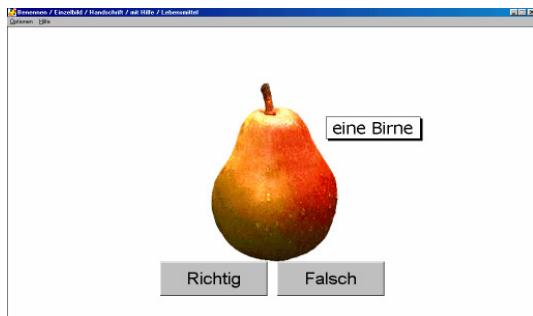 Benennen / Einzelbild / Handschrift / mit Hilfe / Lebensmittel
Optionen Hilfe
eine Birne
Richtig
Falsch